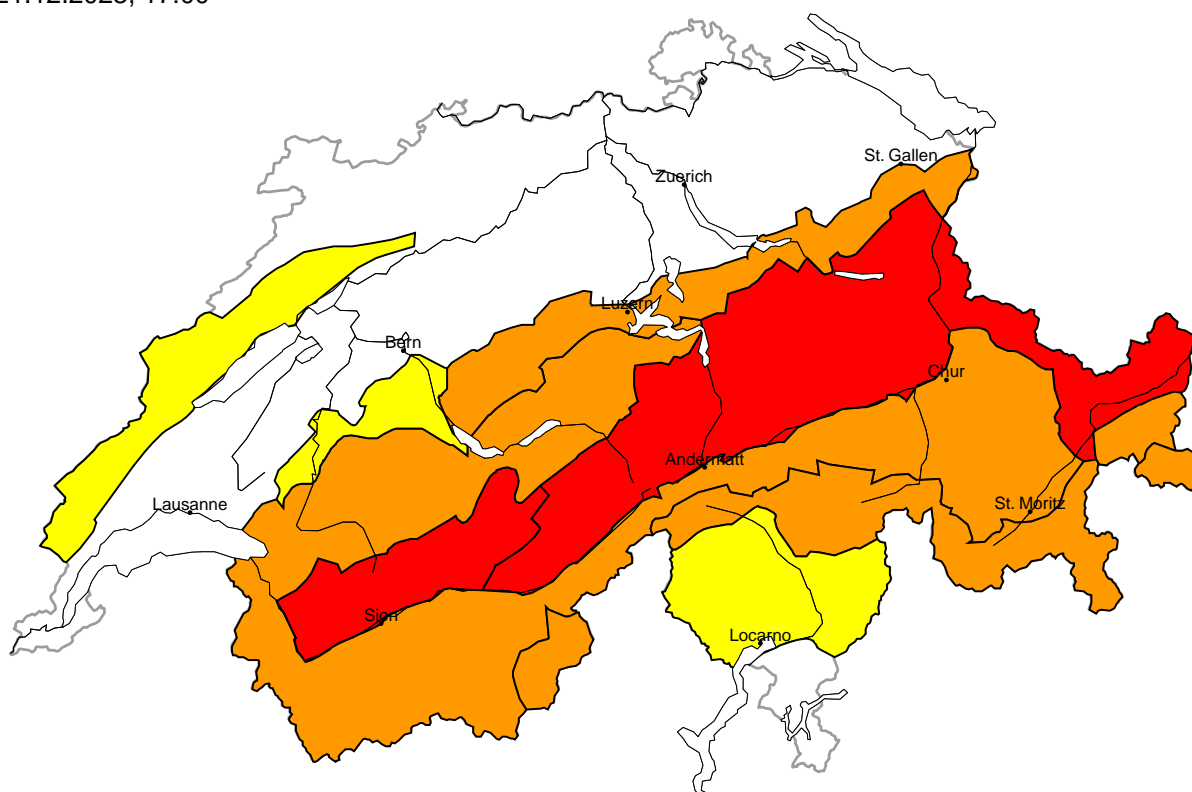 St. Gallen
Zuerich
Luzern
Bern
Chur
Andermatt
St. Moritz
Lausanne
Sion
Locarno